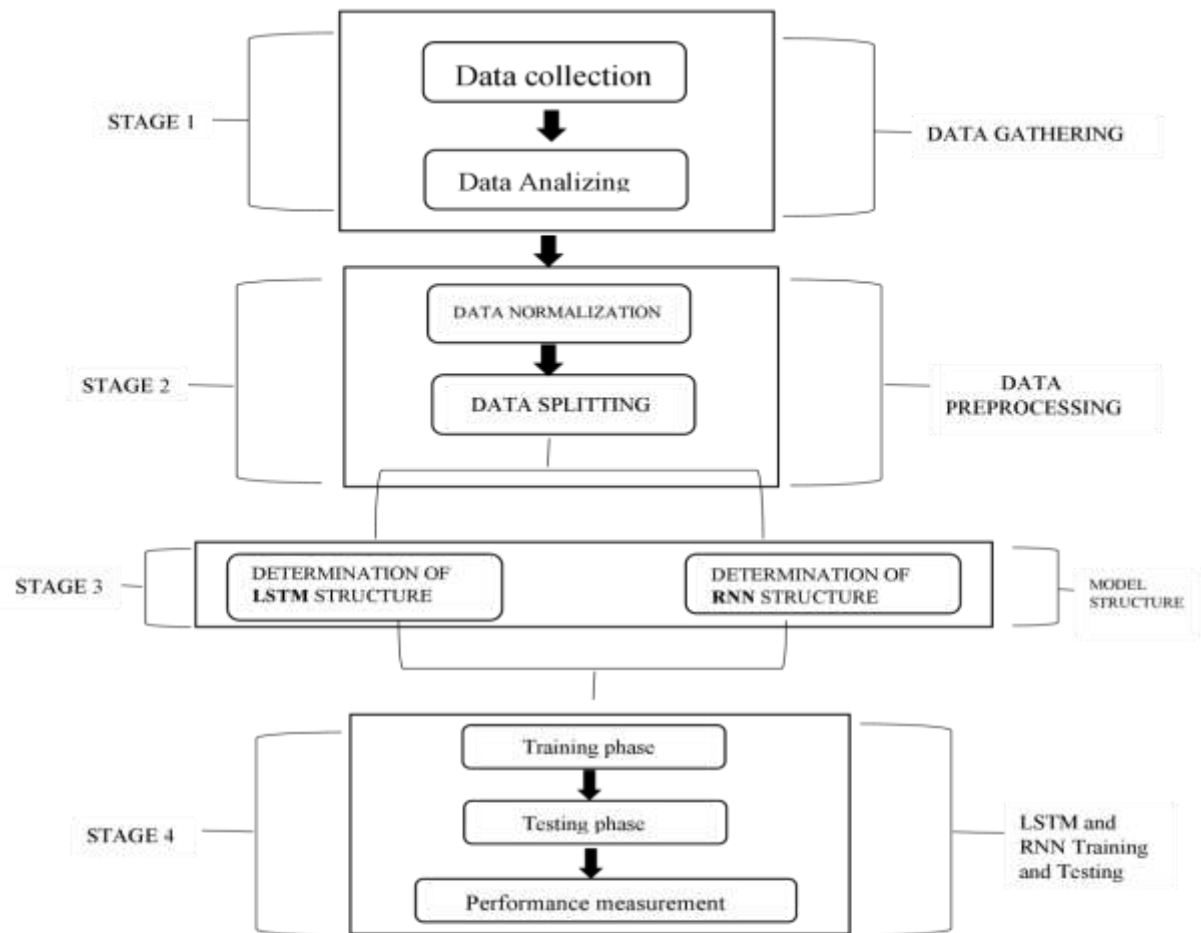 Data collection
STAGE 1
DATA GATHERING
Data Analizing
DATA NORMALIZATION
STAGE 2
DATA
PREPROCESSING
DATA SPLITTING
DETERMINATION OF
LSTM STRUCTURE
DETERMINATION OF
RNN STRUCTURE
STAGE 3
MODEL
STRUCTURE
Training phase
Testing phase
STAGE 4
LSTM and
RNN Training
and Testing
Performance measurement